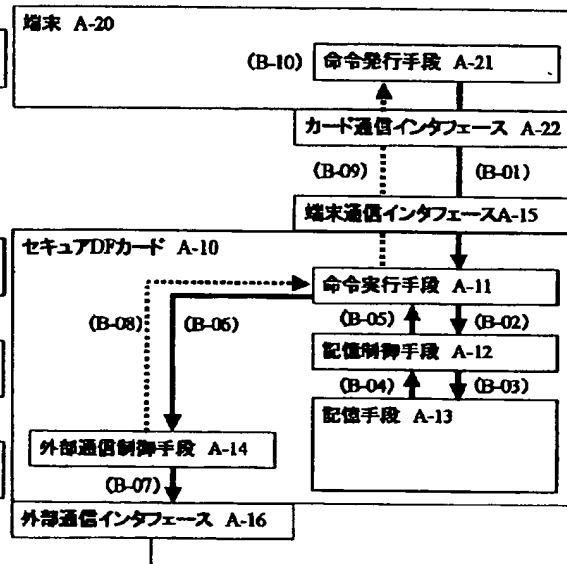 端末 A-20
(B-10)
命令発行手段 A-21
カード通信インタフェース A-22
(B-09)
(B-01)
端末通信インタフェースA-15
セキュアDFカード A-10
命令実行手段 A-11
(B-08)
(B-06)
(B-05)
(B-02)
記憶制御手段 A-12
(B-04)
(B-03)
記憶手段 A-13
外部通信制御手段 A-14
(B-07)
外部通信インタフェース A-16